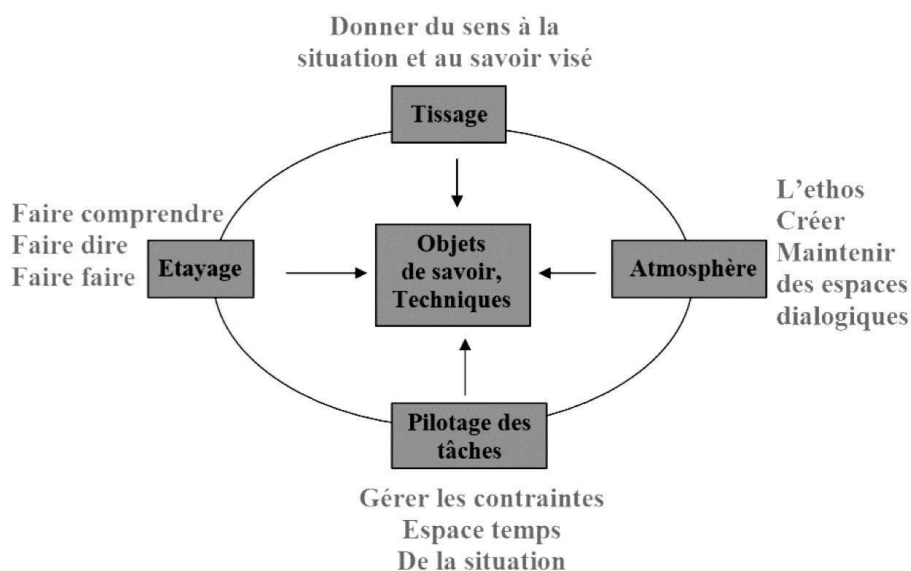 Donner du sens à la
situation et au savoir visé
Tissage
Faire comprendre
Faire dire
Faire faire
Etayage
Objets
de savoir,
Techniques
Atmosphère
L'ethos
Créer
Maintenir
des espaces
dialogiques
Pilotage des
tâches
Gérer les contraintes
Espace temps
De la situation